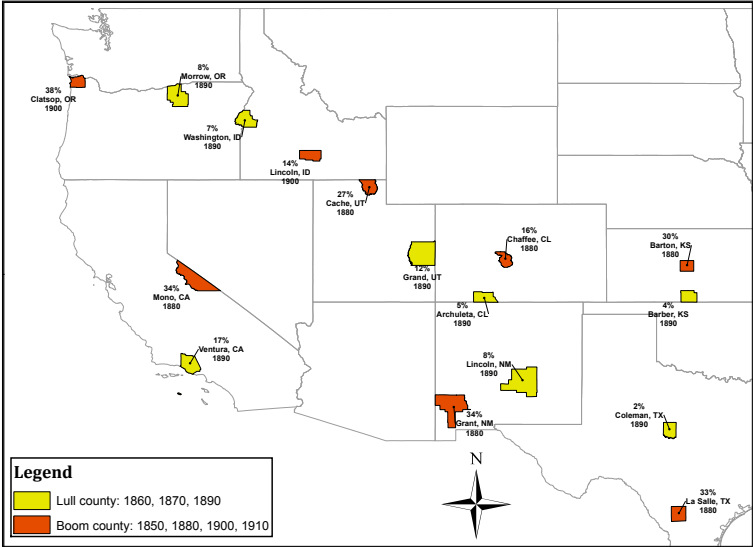 8%
Morrow, OR
1890
38%
Clatsop, OR
1900
7%
Washington, ID
1890
14%
Lincoln, ID
1900
27%
Cache, UT
1880
16%
Chaffee, CL
1880
30%
Barton, KS
1880
12%
Grand, UT
1890
34%
Mono, CA
1880
5%
Archuleta, CL
1890
4%
Barber, KS
1890
17%
Ventura, CA
1890
8%
Lincoln, NM
1890
34%
Grant, NM
1880
2%
Coleman, TX
1890
33%
La Salle, TX
1880
N
Legend
Lull county: 1860, 1870, 1890
Boom county: 1850, 1880, 1900, 1910